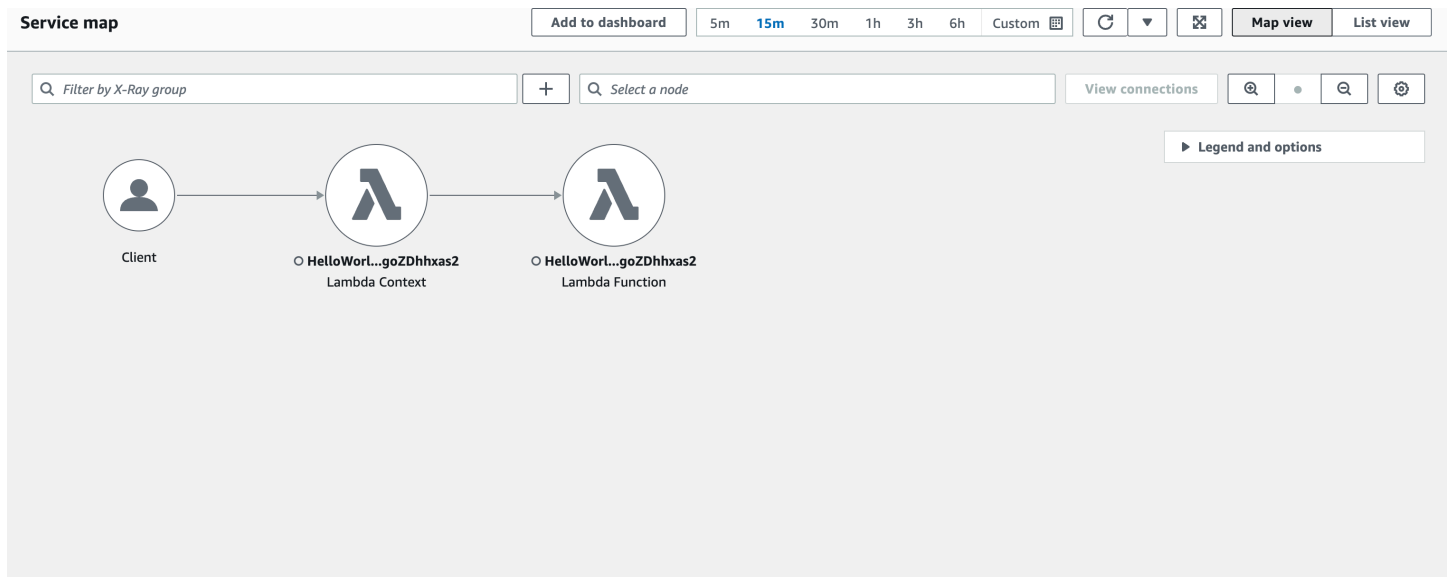 Service map
Add to dashboard
5m 15m 30m 1h 3h 6h Custom
Map view List view
Filter by X-Ray group
Select a node
View connections
Legend and options
Client
HelloWorl...goZDhhxas2
Lambda Context
HelloWorl...goZDhhxas2
Lambda Function